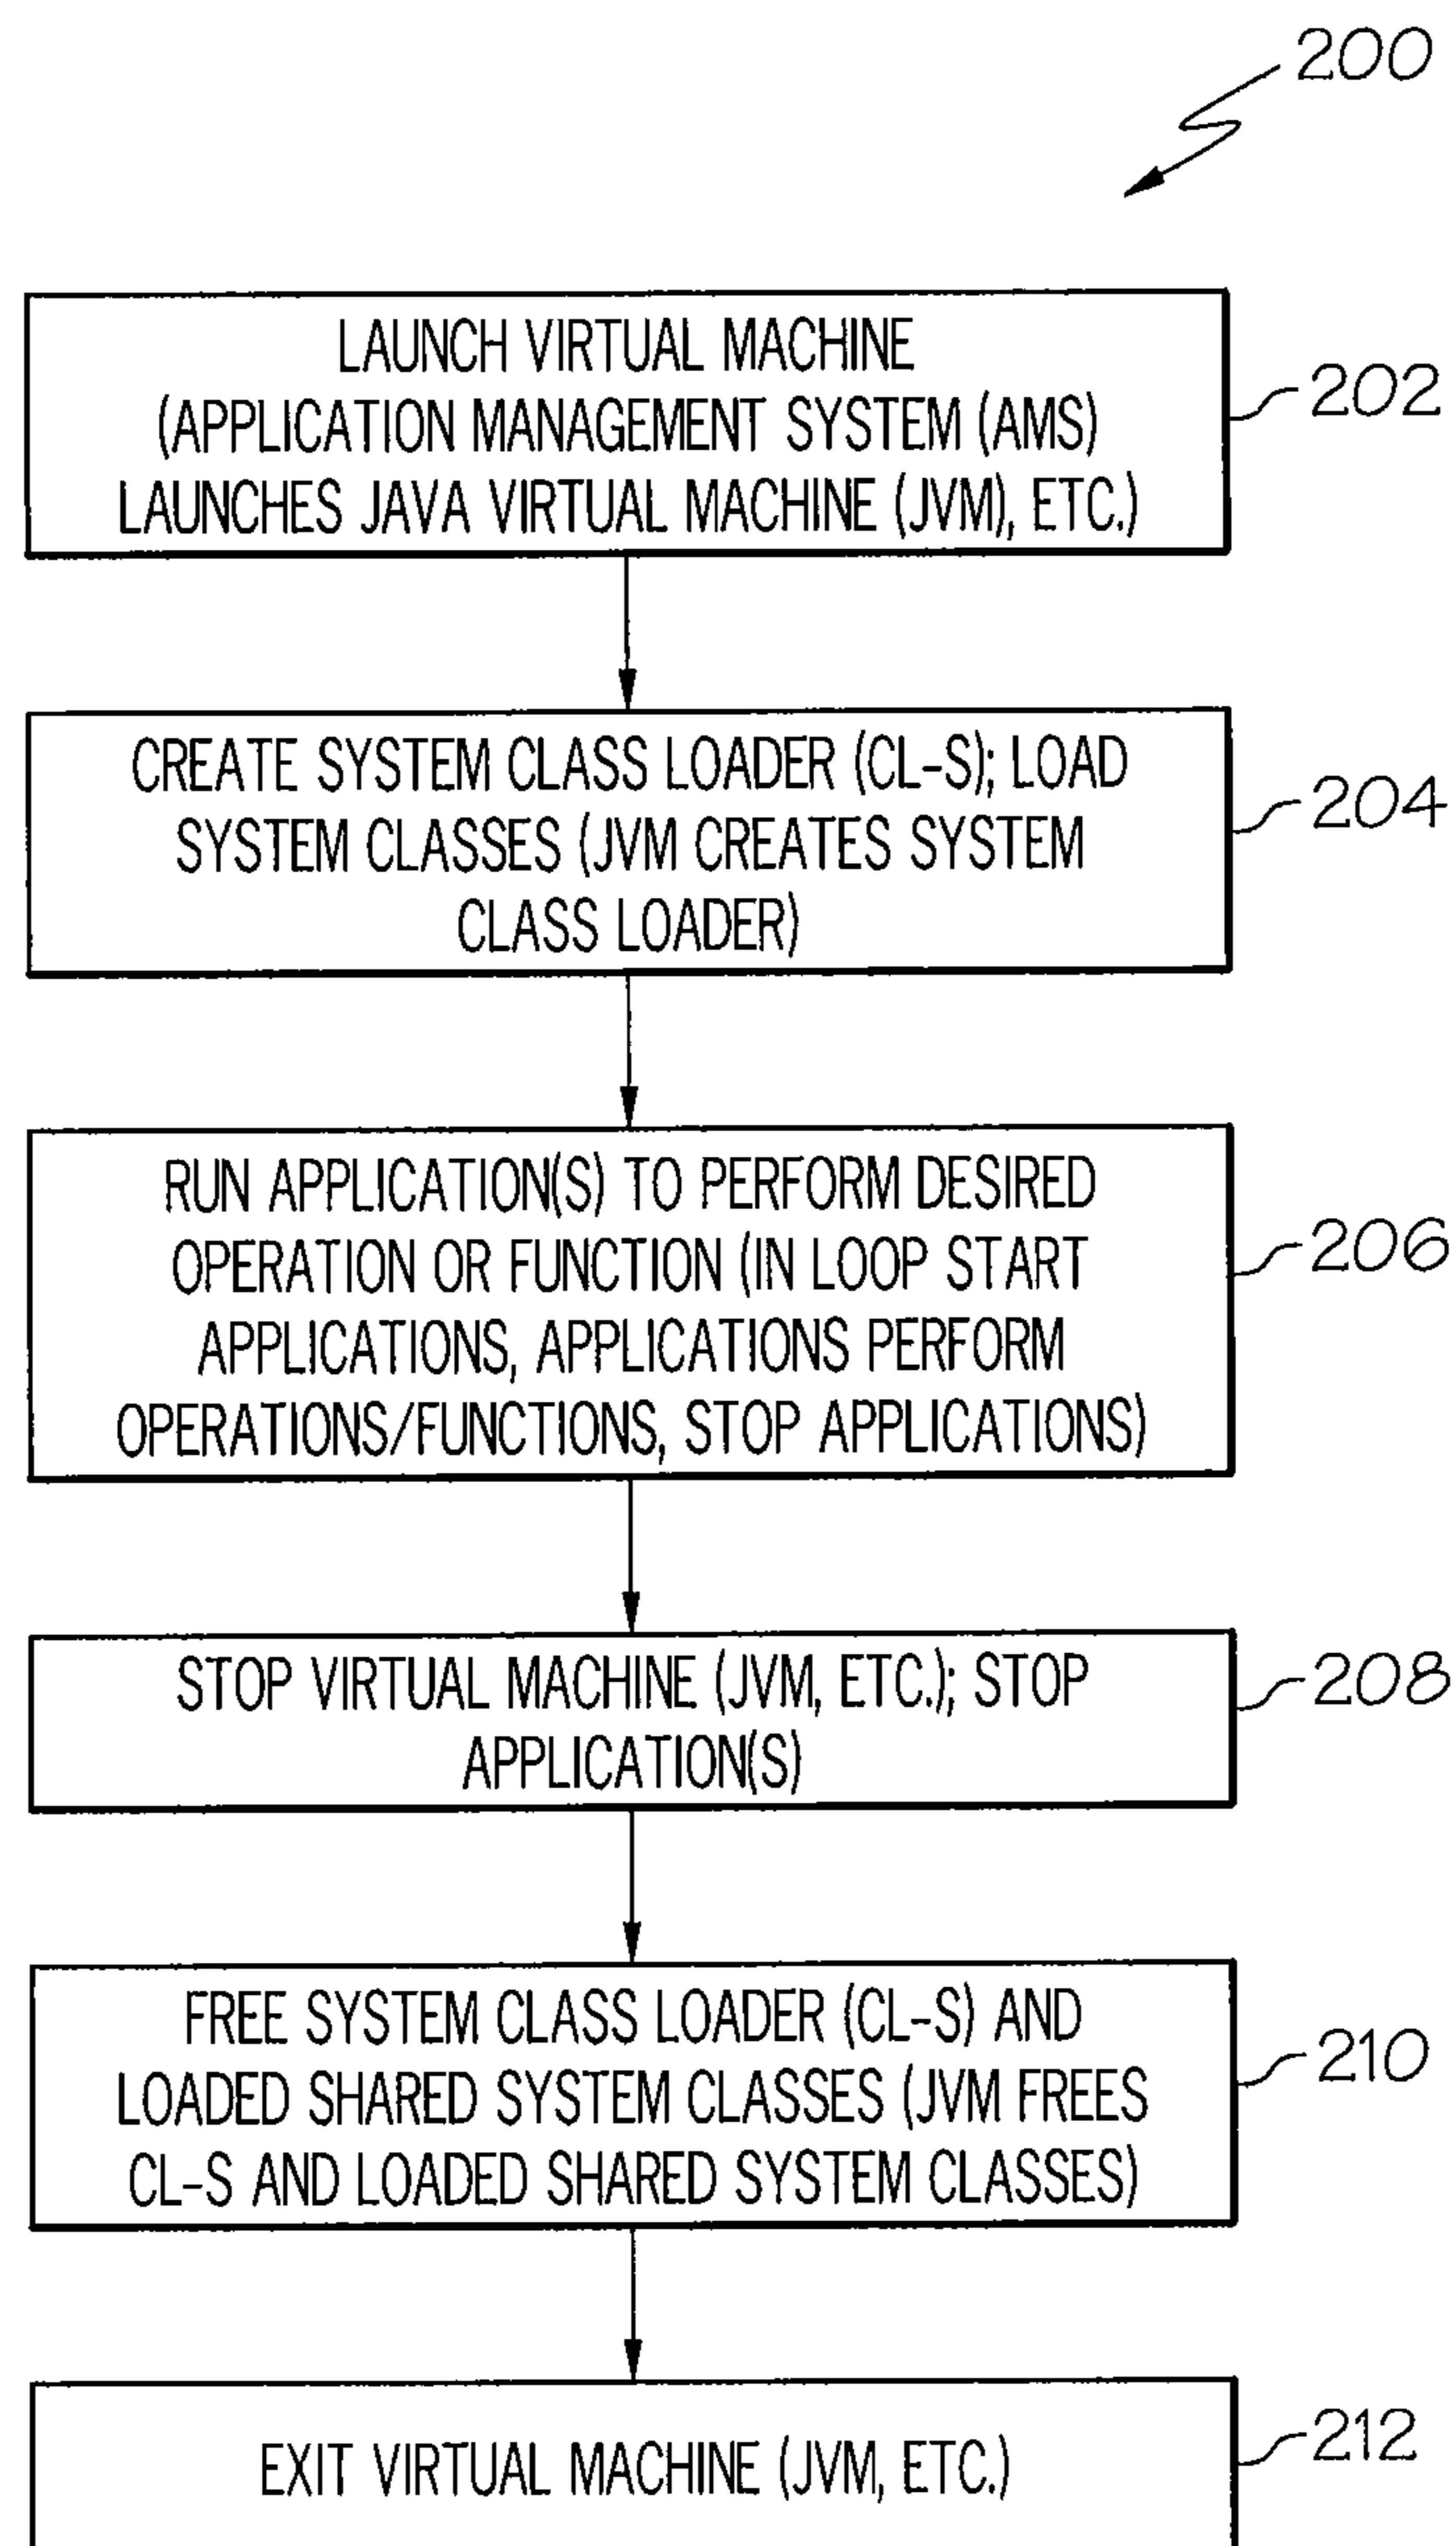 200
LAUNCH VIRTUAL MACHINE
(APPLICATION MANAGEMENT SYSTEM (AMS)
LAUNCHES JAVA VIRTUAL MACHINE (JVM), ETC.)
202
CREATE SYSTEM CLASS LOADER (CL-S); LOAD
SYSTEM CLASSES (JVM CREATES SYSTEM
CLASS LOADER)
204
RUN APPLICATION(S) TO PERFORM DESIRED
OPERATION OR FUNCTION (IN LOOP START
APPLICATIONS, APPLICATIONS PERFORM
OPERATIONS/FUNCTIONS, STOP APPLICATIONS)
206
STOP VIRTUAL MACHINE (JVM, ETC.); STOP
APPLICATION(S)
208
FREE SYSTEM CLASS LOADER (CL-S) AND
LOADED SHARED SYSTEM CLASSES (JVM FREES
CL-S AND LOADED SHARED SYSTEM CLASSES)
210
EXIT VIRTUAL MACHINE (JVM, ETC.)
212